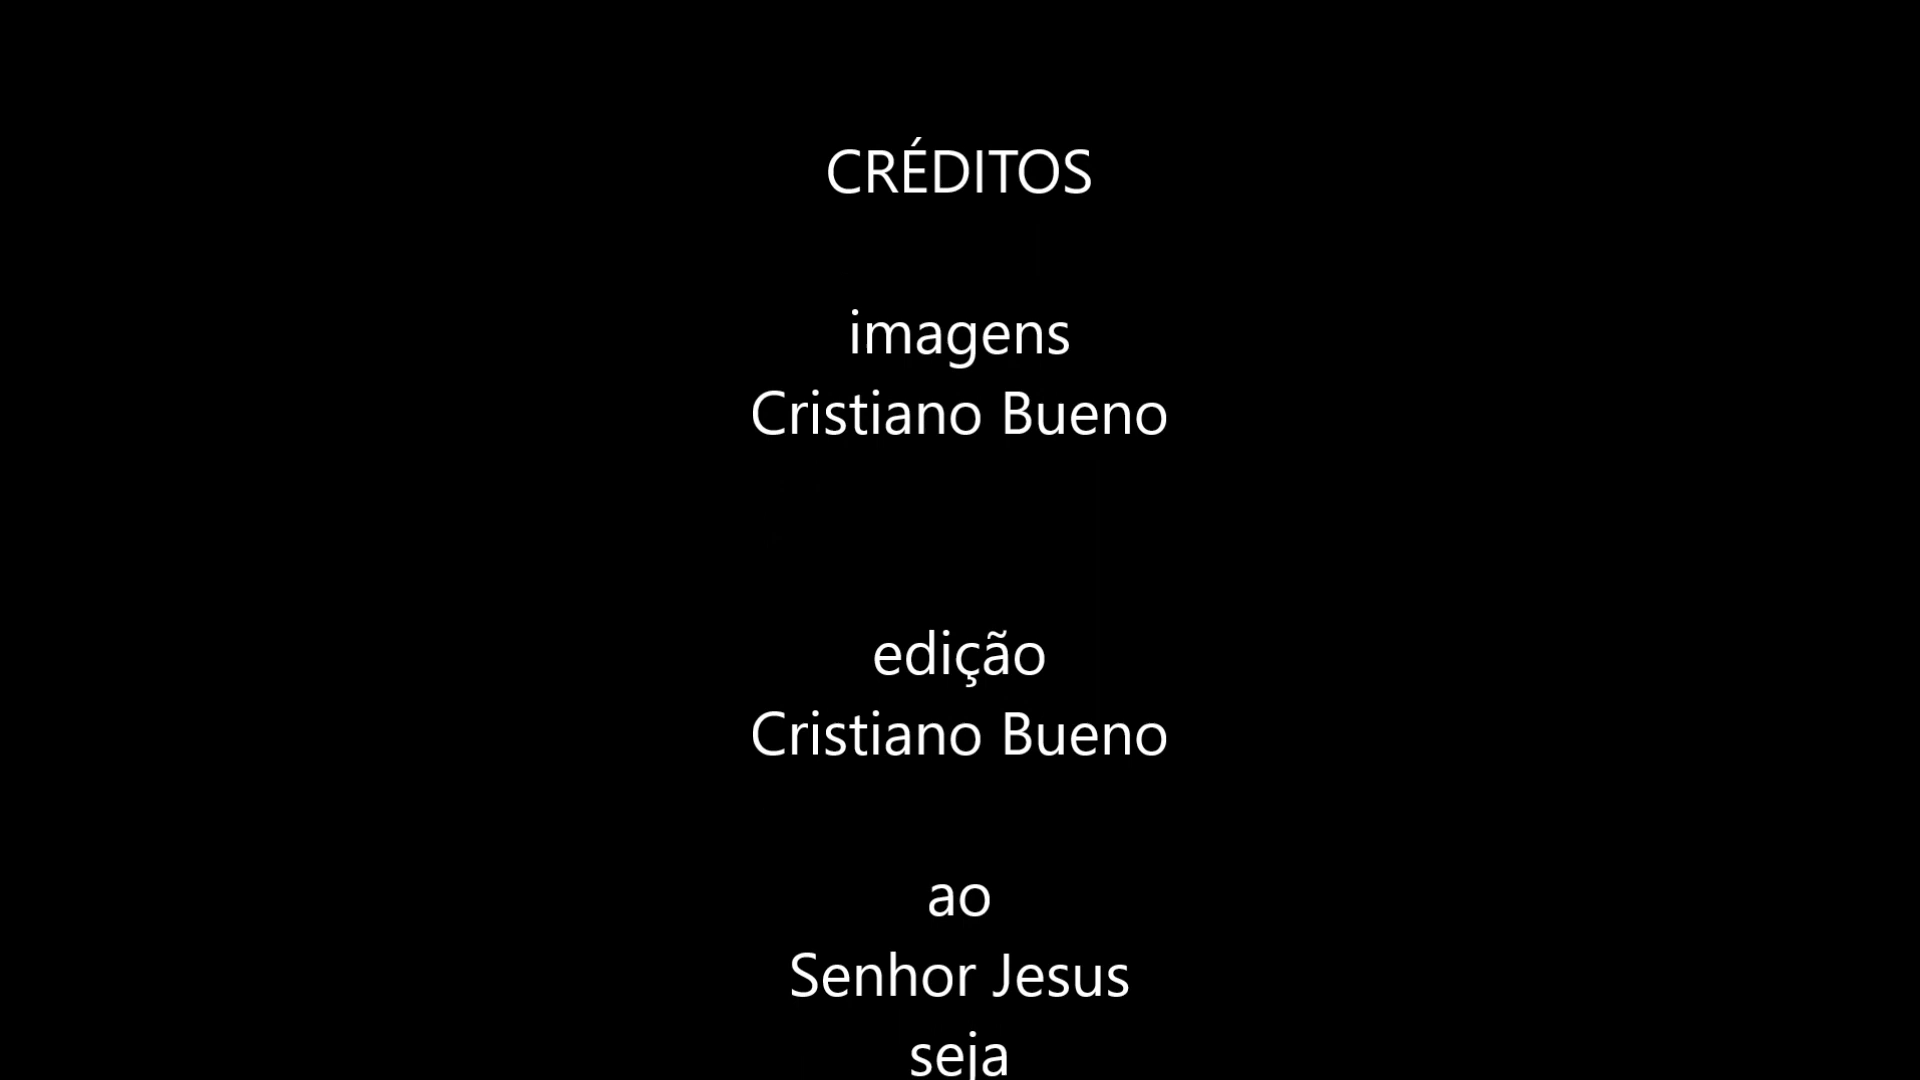 CRÉDITOS
imagens
Cristiano Bueno
edição
Cristiano Bueno
ao
Senhor Jesus
seja